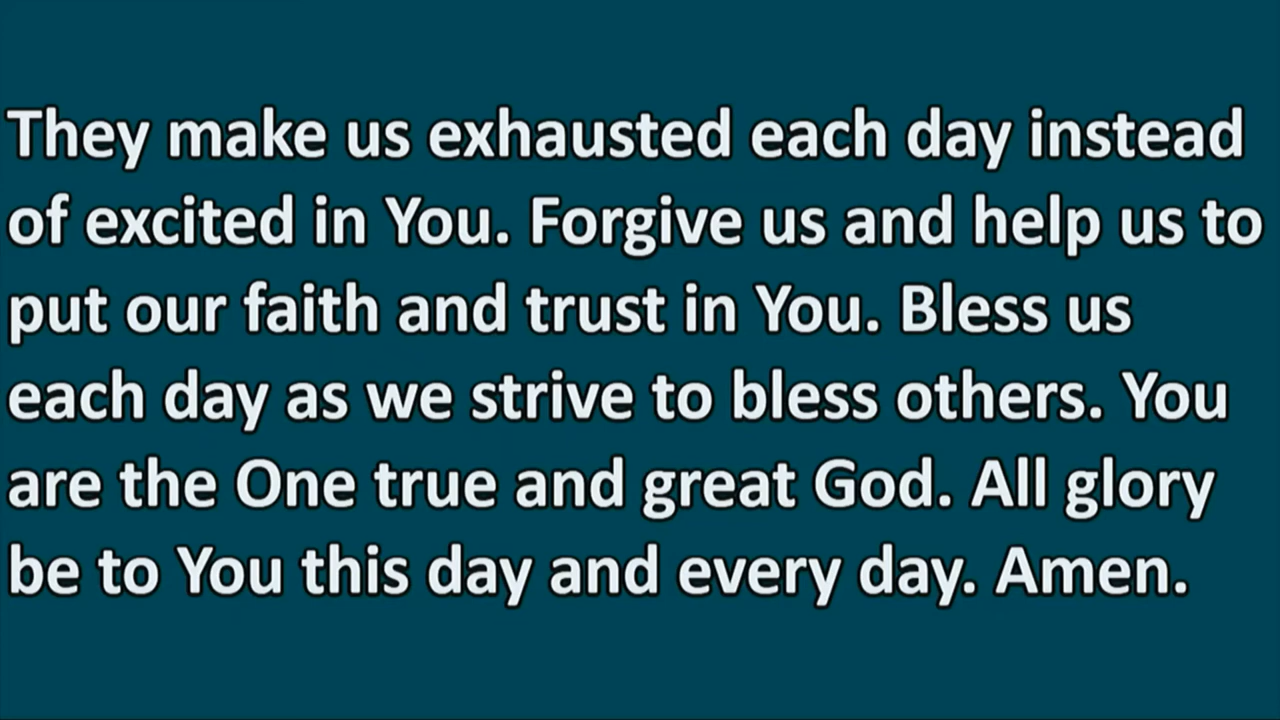 They make us exhausted each day instead
of excited in You. Forgive us and help us to
put our faith and trust in You. Bless us
each day as we strive to bless others. You
are the One true and great God. All glory
be to You this day and every day. Amen.